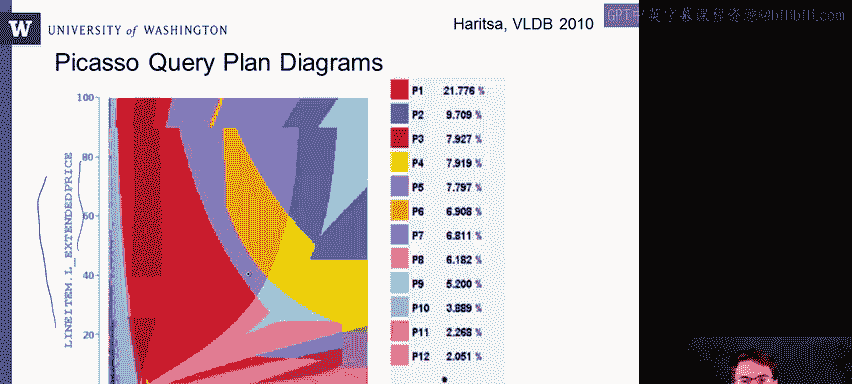 UNIVERSITY of WASHINGTON
Haritsa, VLDB 2010
Picasso Query Plan Diagrams
LINEITEM.L_EXTENDEDPRICE
100
80
60
40
20
P1 21.776 %
P2 9.709 %
P3 7.927 %
P4 7.919 %
P5 7.797 %
P6 6.908 %
P7 6.811 %
P8 6.182 %
P9 5.200 %
P10 3.889 %
P11 2.268 %
P12 2.051 %